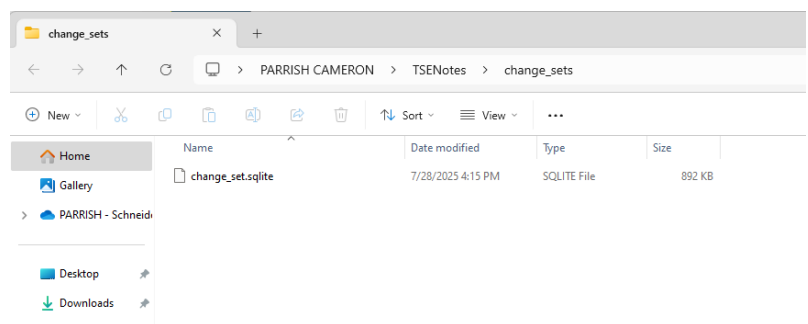 change_sets
PARRISH CAMERON > TSENotes > change_sets
New Sort View
Home
Gallery
PARRISH - Schneide
Desktop
Downloads
Name Date modified Type Size
change_set.sqlite 7/28/2025 4:15 PM SQLITE File 892 KB